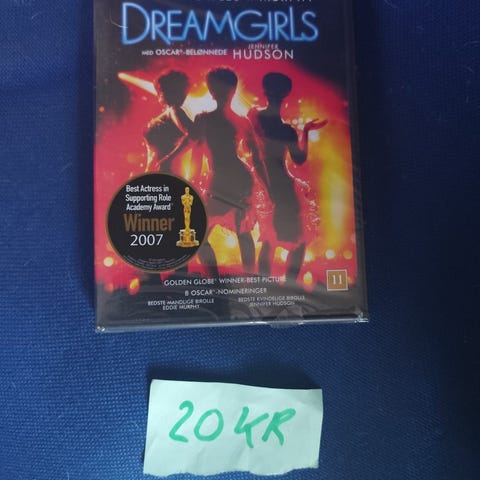 DREAMGIRLS
MED OSCAR®-BELØNNEDE JENNIFER HUDSON
Best Actress in
Supporting Role
Academy Award®
Winner
2007
GOLDEN GLOBE® WINNER-BEST PICTURE
8 OSCAR®-NOMINERINGER
BEDSTE MANDLIGE BIROLLE
EDDIE MURPHY
BEDSTE KVINDELIGE BIROLLE
JENNIFER HUDSON
11
20 KR